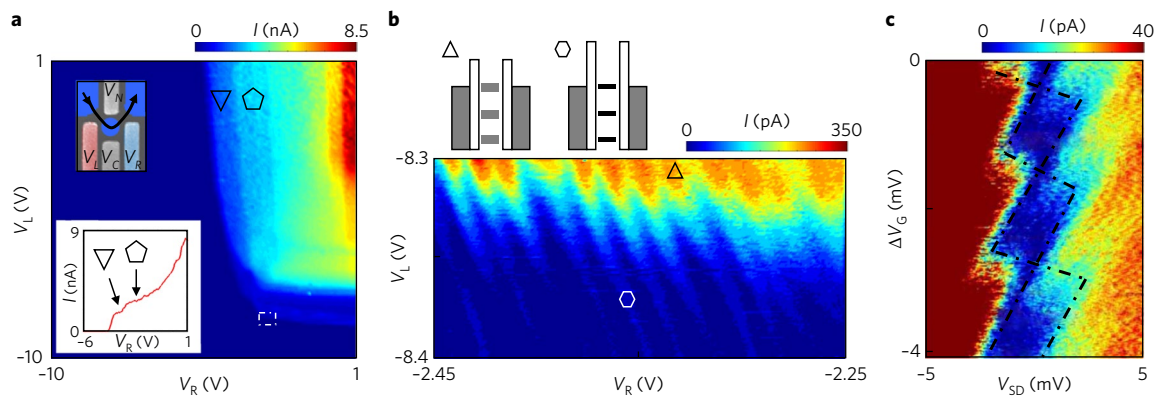 a
I (nA)
0 8.5
1
V_N
V_L V_C V_R
V_L (V)
9
I (nA)
0
-6 V_R (V) 1
-10
-10 V_R (V) 1
b
I (pA)
0 350
-8.3
V_L (V)
-8.4
-2.45 V_R (V) -2.25
c
I (pA)
0 40
0
ΔV_G (mV)
-4
-5 V_SD (mV) 5